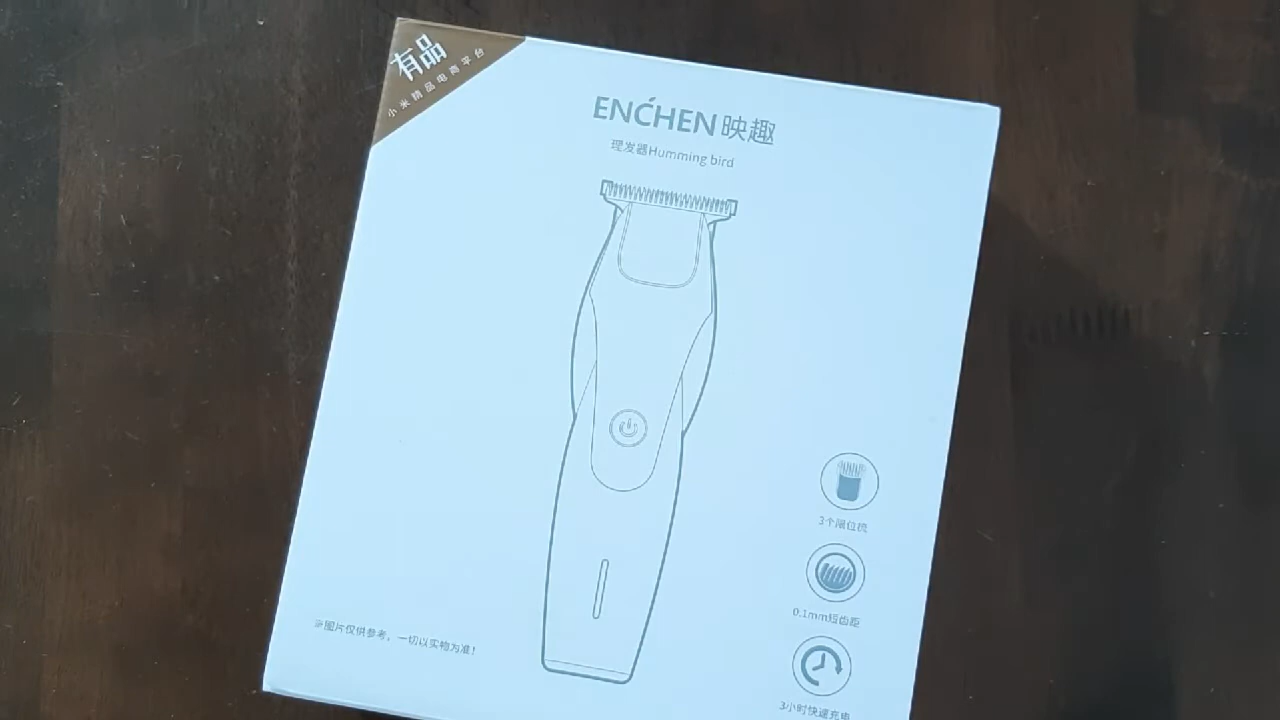 有品
小米精品电商平台
ENCHEN映趣
理发器Humming bird
3个限位梳
0.1mm短齿距
※图片仅供参考，一切以实物为准！
3小时快速充电